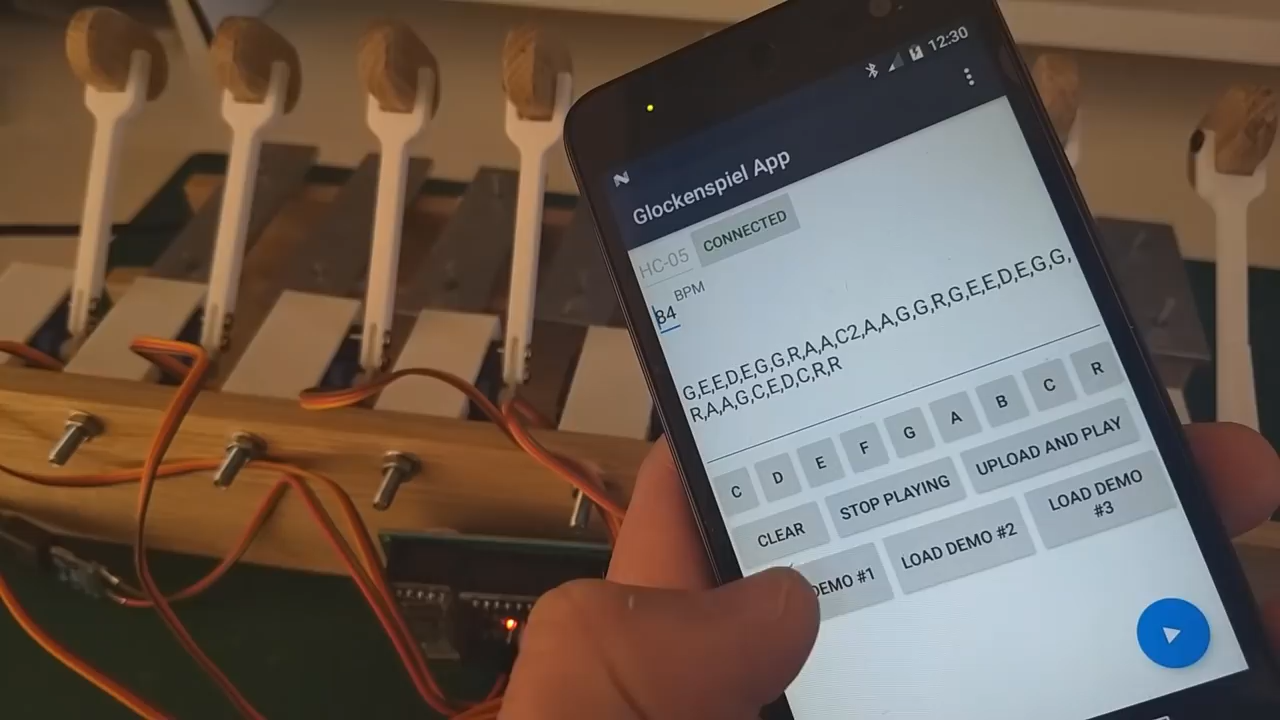 12:30
Glockenspiel App
HC-05 CONNECTED
84 BPM
G,E,E,D,E,G,G,R,A,A,C2,A,A,G,G,R,G,E,E,D,E,G,G,
R,A,A,G,C,E,D,C,R,R
C D E F G A B C R
CLEAR STOP PLAYING UPLOAD AND PLAY
DEMO #1 LOAD DEMO #2 LOAD DEMO
#3